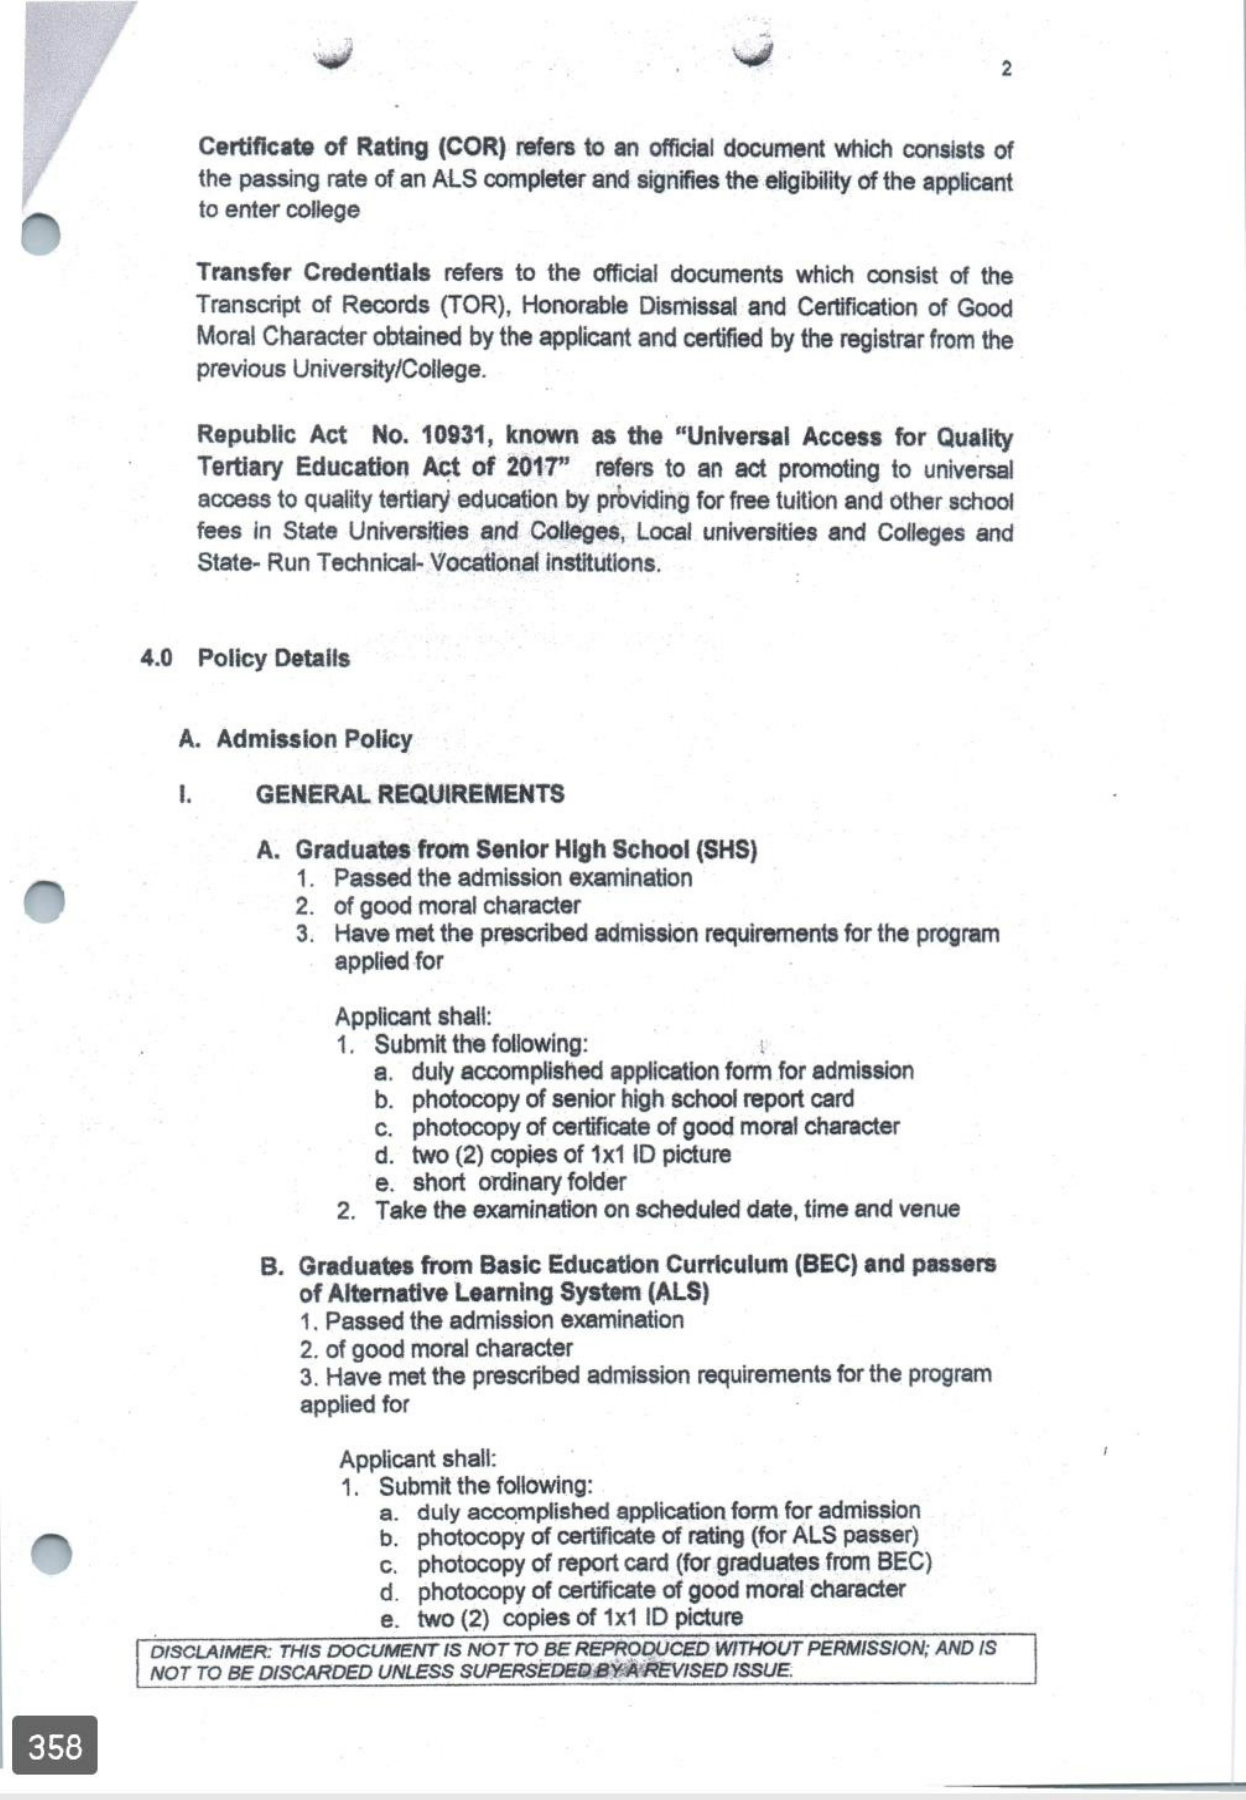 2
Certificate of Rating (COR) refers to an official document which consists of
the passing rate of an ALS completer and signifies the eligibility of the applicant
to enter college
Transfer Credentials refers to the official documents which consist of the
Transcript of Records (TOR), Honorable Dismissal and Certification of Good
Moral Character obtained by the applicant and certified by the registrar from the
previous University/College.
Republic Act No. 10931, known as the “Universal Access for Quality
Tertiary Education Act of 2017” refers to an act promoting to universal
access to quality tertiary education by providing for free tuition and other school
fees in State Universities and Colleges, Local universities and Colleges and
State- Run Technical- Vocational institutions.
4.0 Policy Details
A. Admission Policy
I. GENERAL REQUIREMENTS
A. Graduates from Senior High School (SHS)
1. Passed the admission examination
2. of good moral character
3. Have met the prescribed admission requirements for the program
applied for
Applicant shall:
1. Submit the following:
a. duly accomplished application form for admission
b. photocopy of senior high school report card
c. photocopy of certificate of good moral character
d. two (2) copies of 1x1 ID picture
e. short ordinary folder
2. Take the examination on scheduled date, time and venue
B. Graduates from Basic Education Curriculum (BEC) and passers
of Alternative Learning System (ALS)
1. Passed the admission examination
2. of good moral character
3. Have met the prescribed admission requirements for the program
applied for
Applicant shall:
1. Submit the following:
a. duly accomplished application form for admission
b. photocopy of certificate of rating (for ALS passer)
c. photocopy of report card (for graduates from BEC)
d. photocopy of certificate of good moral character
e. two (2) copies of 1x1 ID picture
DISCLAIMER: THIS DOCUMENT IS NOT TO BE REPRODUCED WITHOUT PERMISSION; AND IS
NOT TO BE DISCARDED UNLESS SUPERSEDED BY A REVISED ISSUE.
358